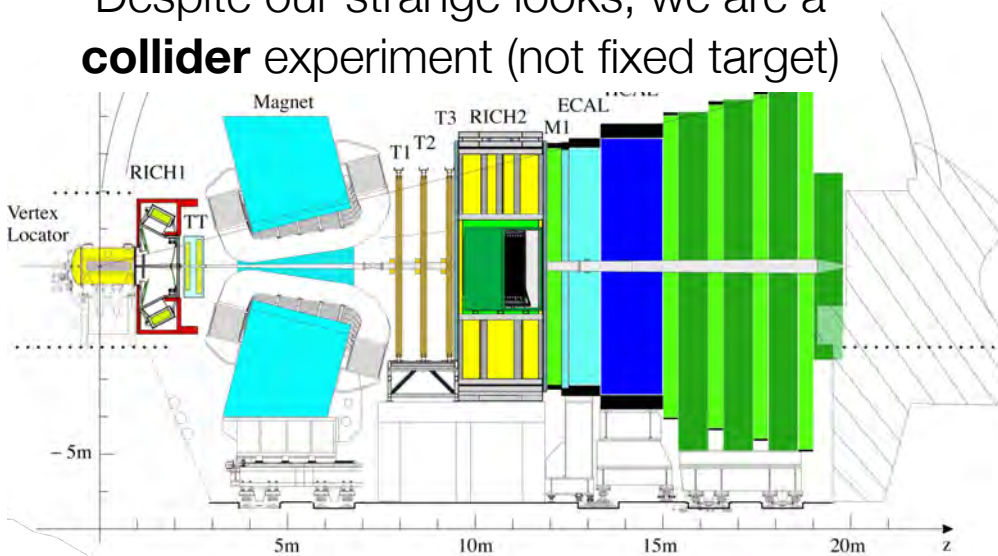 Despite our strange looks, we are a
collider experiment (not fixed target)
HCAL
ECAL
Magnet
T3 RICH2
M1
T2
T1
RICH1
TT
Vertex
Locator
– 5m
5m 10m 15m 20m z